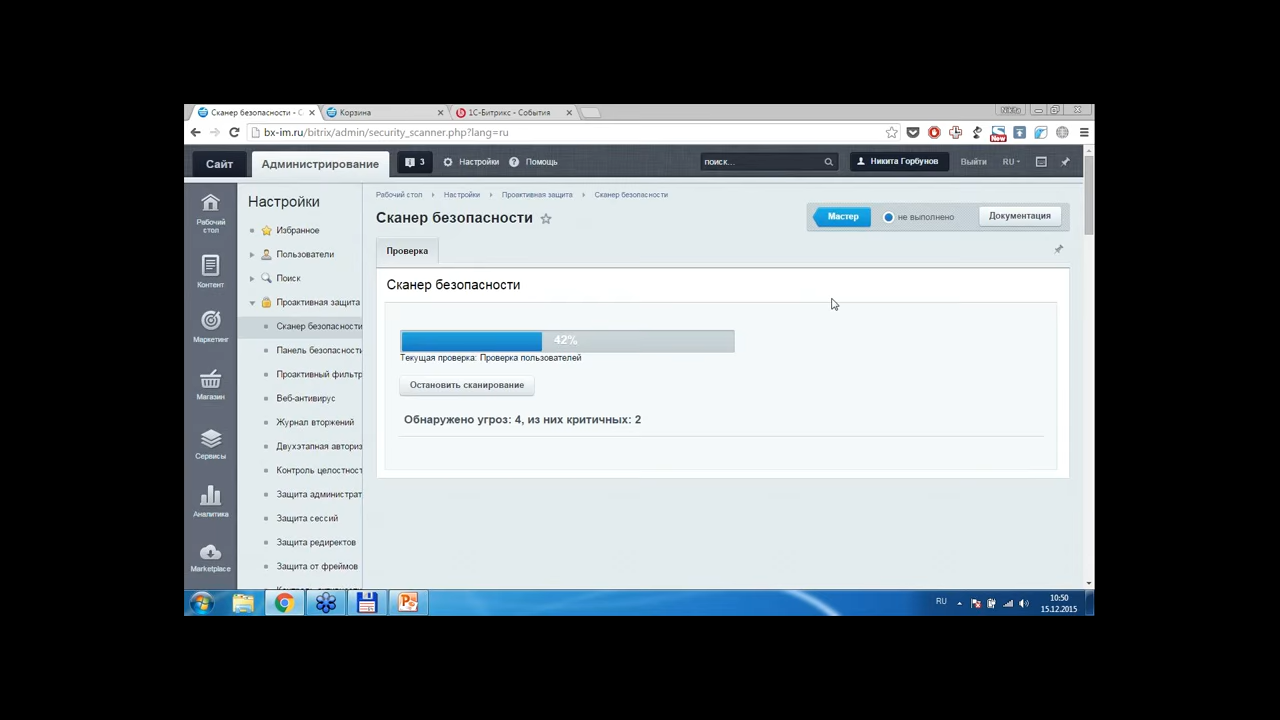 Сканер безопасности - С
Корзина
1С-Битрикс - События
Nikita
bx-im.ru/bitrix/admin/security_scanner.php?lang=ru
New
Сайт
Администрирование
3
Настройки
Помощь
поиск...
Никита Горбунов
Выйти
RU
Рабочий стол
Контент
Маркетинг
Магазин
Сервисы
Аналитика
Marketplace
Настройки
Избранное
Пользователи
Поиск
Проактивная защита
Сканер безопасности
Панель безопасности
Проактивный фильтр
Веб-антивирус
Журнал вторжений
Двухэтапная авториз
Контроль целостност
Защита администрат
Защита сессий
Защита редиректов
Защита от фреймов
Рабочий стол Настройки Проактивная защита Сканер безопасности
Сканер безопасности
Мастер
не выполнено
Документация
Проверка
Сканер безопасности
42%
Текущая проверка: Проверка пользователей
Остановить сканирование
Обнаружено угроз: 4, из них критичных: 2
RU
10:50
15.12.2015